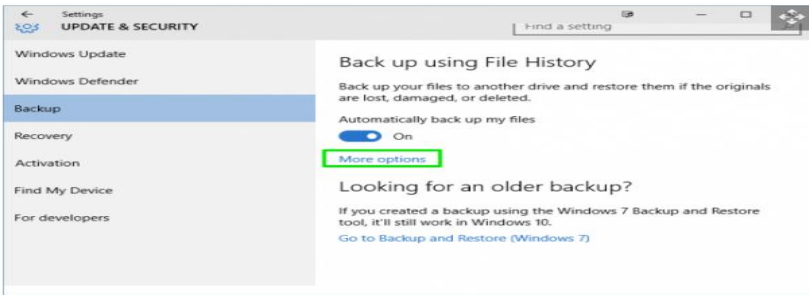 Settings
UPDATE & SECURITY
Find a setting
Windows Update
Windows Defender
Backup
Recovery
Activation
Find My Device
For developers
Back up using File History
Back up your files to another drive and restore them if the originals
are lost, damaged, or deleted.
Automatically back up my files
On
More options
Looking for an older backup?
If you created a backup using the Windows 7 Backup and Restore
tool, it'll still work in Windows 10.
Go to Backup and Restore (Windows 7)